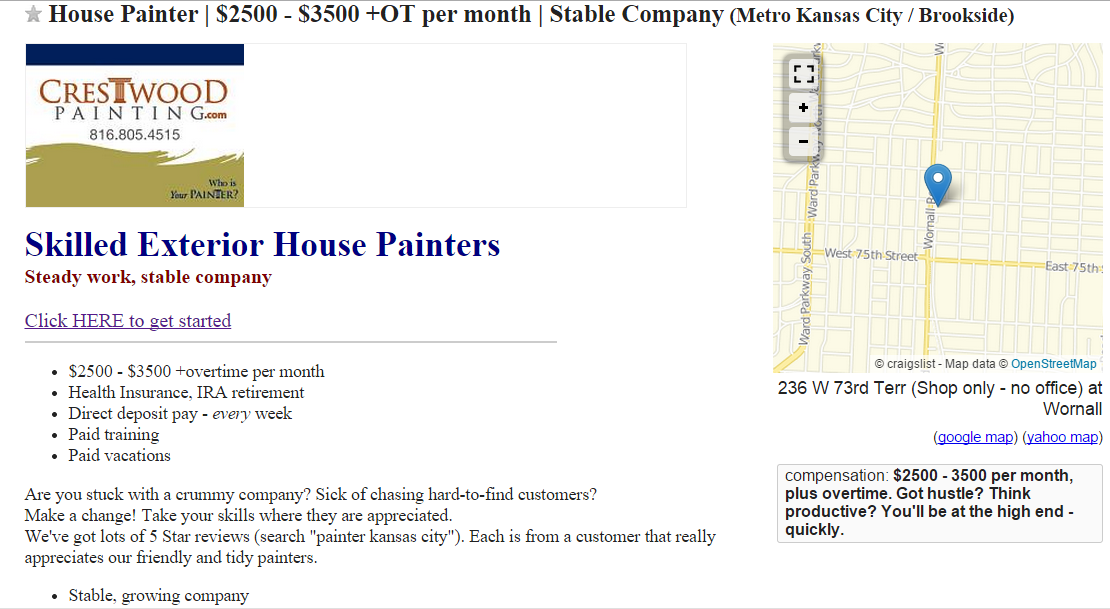 House Painter | $2500 - $3500 +OT per month | Stable Company (Metro Kansas City / Brookside)
CRESTWOOD
PAINTING.com
816.805.4515
Who is
Your PAINTER?
Skilled Exterior House Painters
Steady work, stable company
Click HERE to get started
• $2500 - $3500 +overtime per month
• Health Insurance, IRA retirement
• Direct deposit pay - every week
• Paid training
• Paid vacations
Are you stuck with a crummy company? Sick of chasing hard-to-find customers?
Make a change! Take your skills where they are appreciated.
We've got lots of 5 Star reviews (search "painter kansas city"). Each is from a customer that really
appreciates our friendly and tidy painters.
• Stable, growing company
+
-
Ward Parkway South
Wornall
West 75th Street
East 75th
© craigslist - Map data © OpenStreetMap
236 W 73rd Terr (Shop only - no office) at
Wornall
(google map) (yahoo map)
compensation: $2500 - 3500 per month,
plus overtime. Got hustle? Think
productive? You'll be at the high end -
quickly.